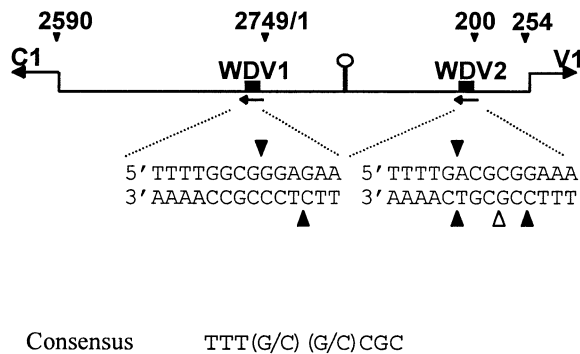 2590 2749/1 200 254
C1 WDV1 WDV2 V1
5'TTTTGGCGGGAGAA 5'TTTTGACGCGGAAA
3'AAAACCGCCCTCTT 3'AAAACTGCGCCTTT
Consensus TTT(G/C) (G/C)CGC